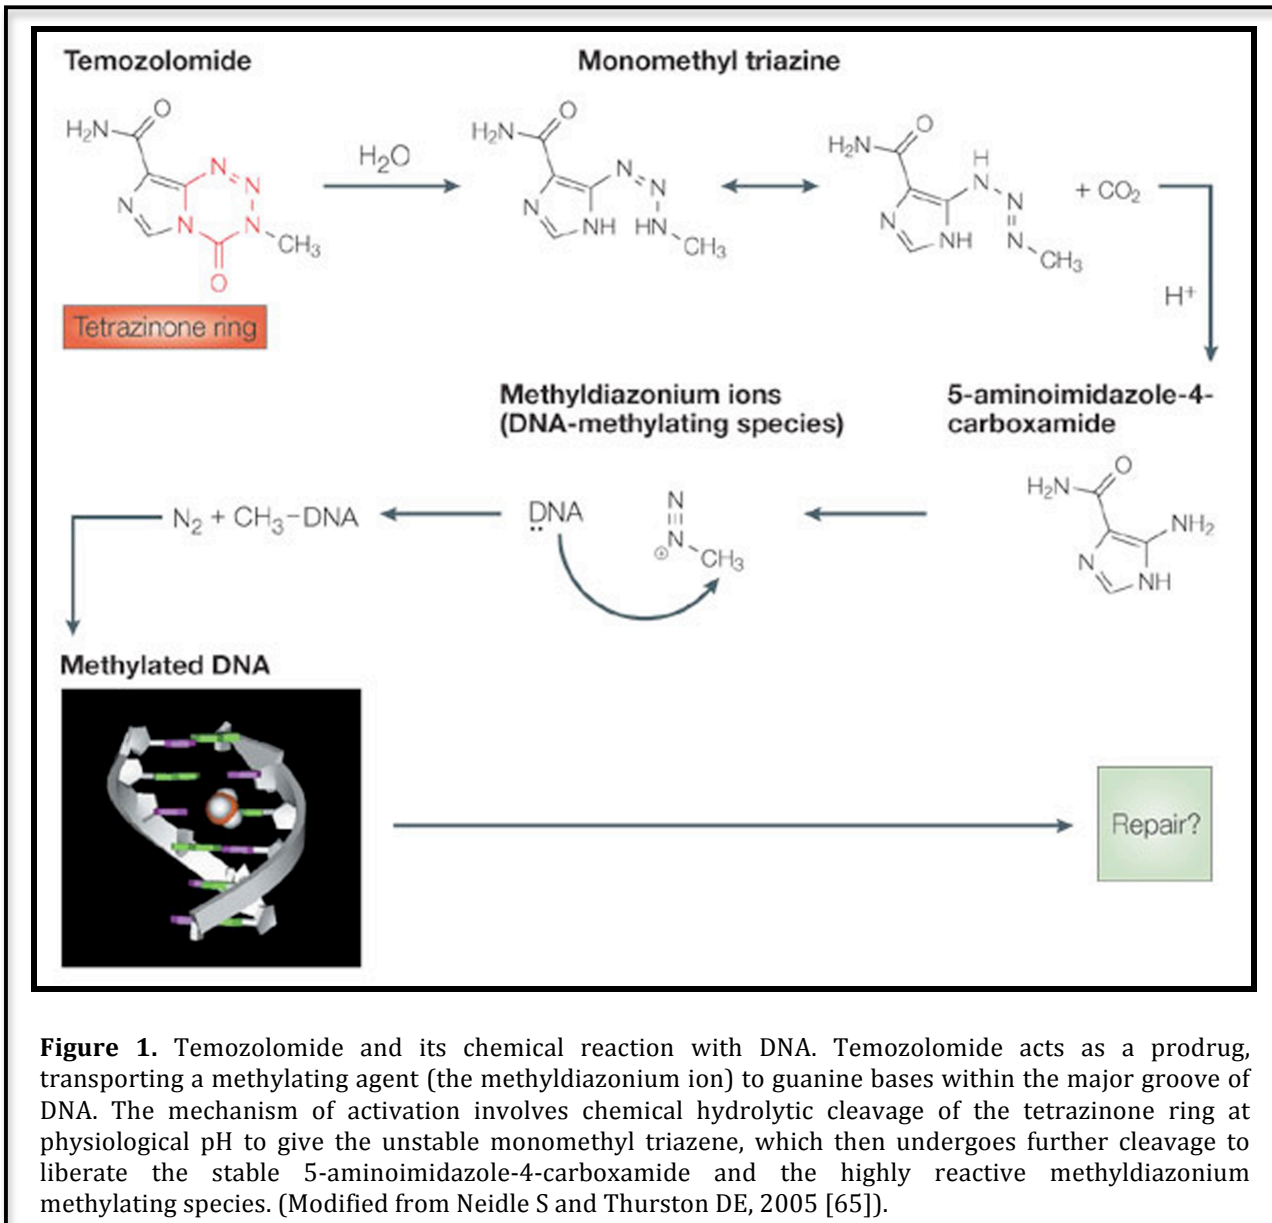 Temozolomide
Monomethyl triazine
H₂N
O
N
N
N
N
N
CH₃
O
H₂O
H₂N
O
N
N
N
NH
HN
CH₃
H₂N
O
H
N
N
N
N
NH
CH₃
+ CO₂
H⁺
Tetrazinone ring
Methyldiazonium ions
(DNA-methylating species)
5-aminoimidazole-4-
carboxamide
H₂N
O
NH₂
N
NH
N₂ + CH₃–DNA
DNA
N
N
⊕
CH₃
Methylated DNA
Repair?
Figure 1. Temozolomide and its chemical reaction with DNA. Temozolomide acts as a prodrug,
transporting a methylating agent (the methyldiazonium ion) to guanine bases within the major groove of
DNA. The mechanism of activation involves chemical hydrolytic cleavage of the tetrazinone ring at
physiological pH to give the unstable monomethyl triazene, which then undergoes further cleavage to
liberate the stable 5-aminoimidazole-4-carboxamide and the highly reactive methyldiazonium
methylating species. (Modified from Neidle S and Thurston DE, 2005 [65]).